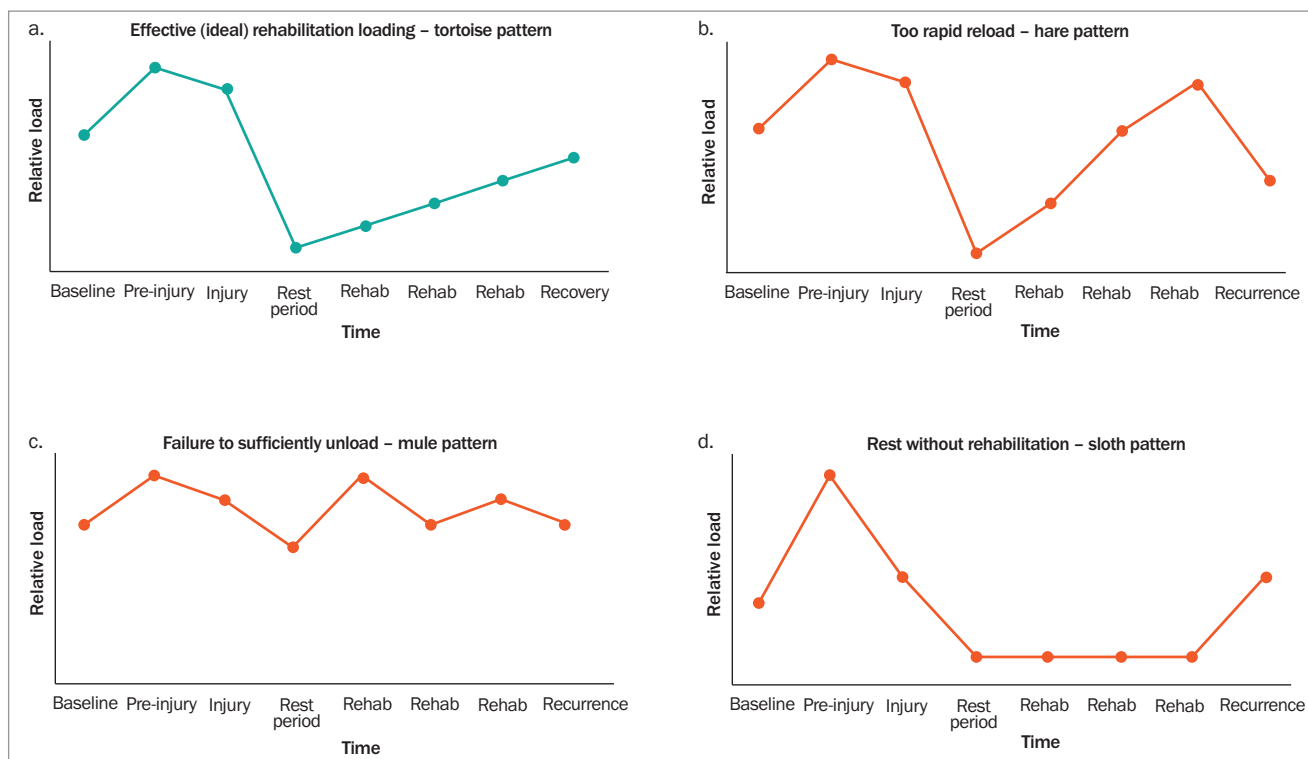 a.
Effective (ideal) rehabilitation loading – tortoise pattern
Relative load
Baseline Pre-injury Injury Rest Rehab Rehab Rehab Recovery
period
Time
b.
Too rapid reload – hare pattern
Relative load
Baseline Pre-injury Injury Rest Rehab Rehab Rehab Recurrence
period
Time
c.
Failure to sufficiently unload – mule pattern
Relative load
Baseline Pre-injury Injury Rest Rehab Rehab Rehab Recurrence
period
Time
d.
Rest without rehabilitation – sloth pattern
Relative load
Baseline Pre-injury Injury Rest Rehab Rehab Rehab Recurrence
period
Time